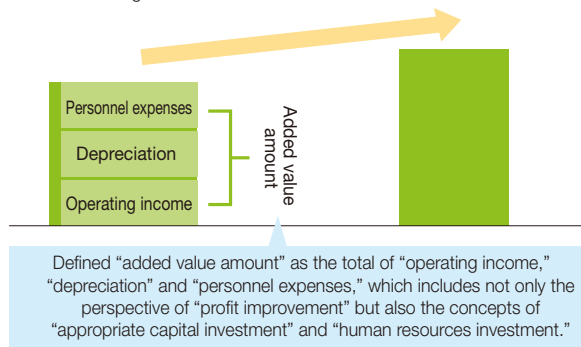 Personnel expenses
Depreciation
Operating income
Added value
amount
Defined “added value amount” as the total of “operating income,”
“depreciation” and “personnel expenses,” which includes not only the
perspective of “profit improvement” but also the concepts of
“appropriate capital investment” and “human resources investment.”